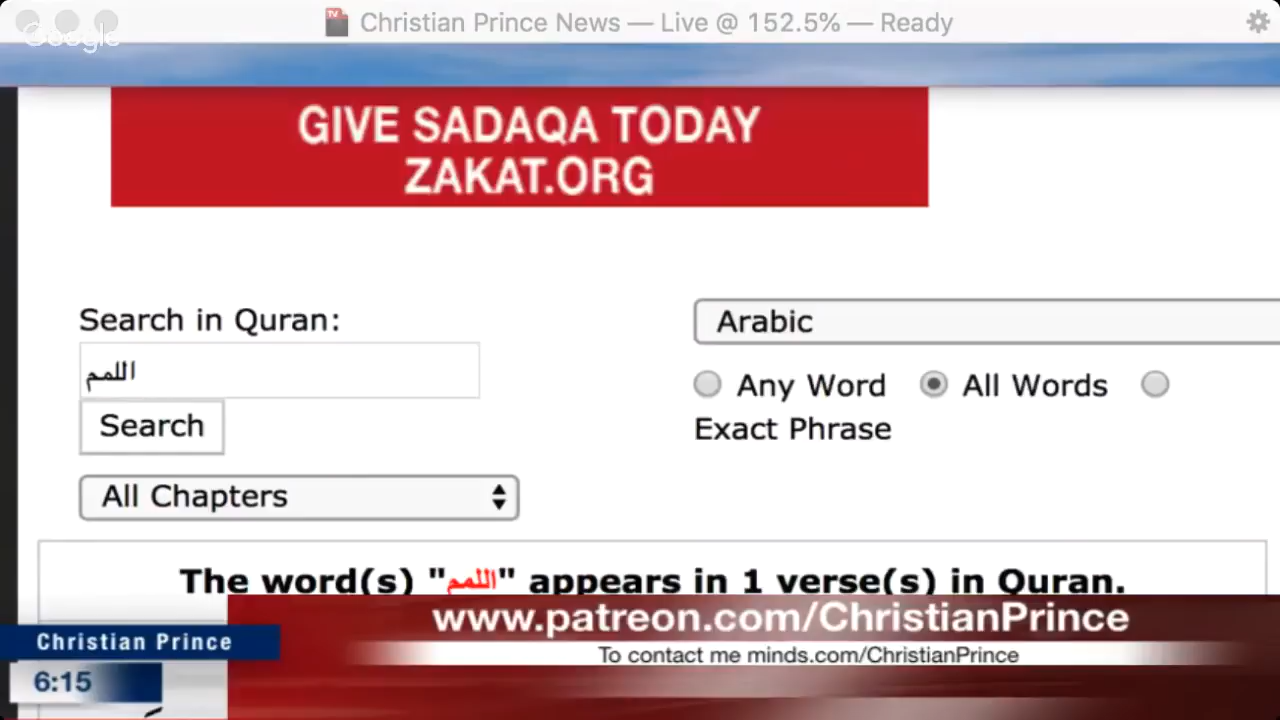 Google
Christian Prince News — Live @ 152.5% — Ready
GIVE SADAQA TODAY
ZAKAT.ORG
Search in Quran:
Arabic
اللمم
Any Word
All Words
Search
Exact Phrase
All Chapters
The word(s) "اللمم" appears in 1 verse(s) in Quran.
www.patreon.com/ChristianPrince
Christian Prince
To contact me minds.com/ChristianPrince
6:15